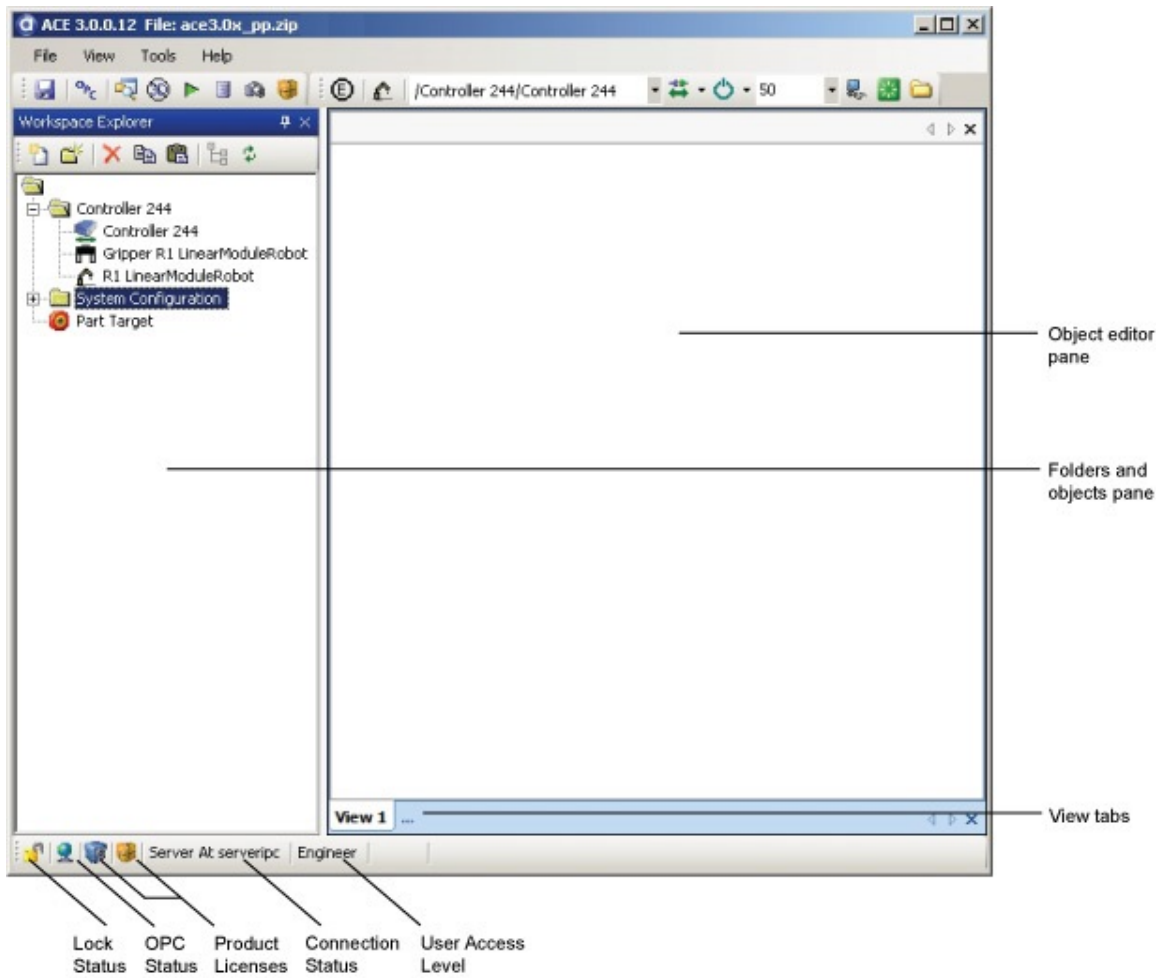 ACE 3.0.0.12 File: ace3.0x_pp.zip
File View Tools Help
E /Controller 244/Controller 244 50
Workspace Explorer
Controller 244
Controller 244
Gripper R1 LinearModuleRobot
R1 LinearModuleRobot
System Configuration
Part Target
Object editor
pane
Folders and
objects pane
View 1 ...
View tabs
Server At serveripc Engineer
Lock
Status
OPC
Status
Product
Licenses
Connection
Status
User Access
Level